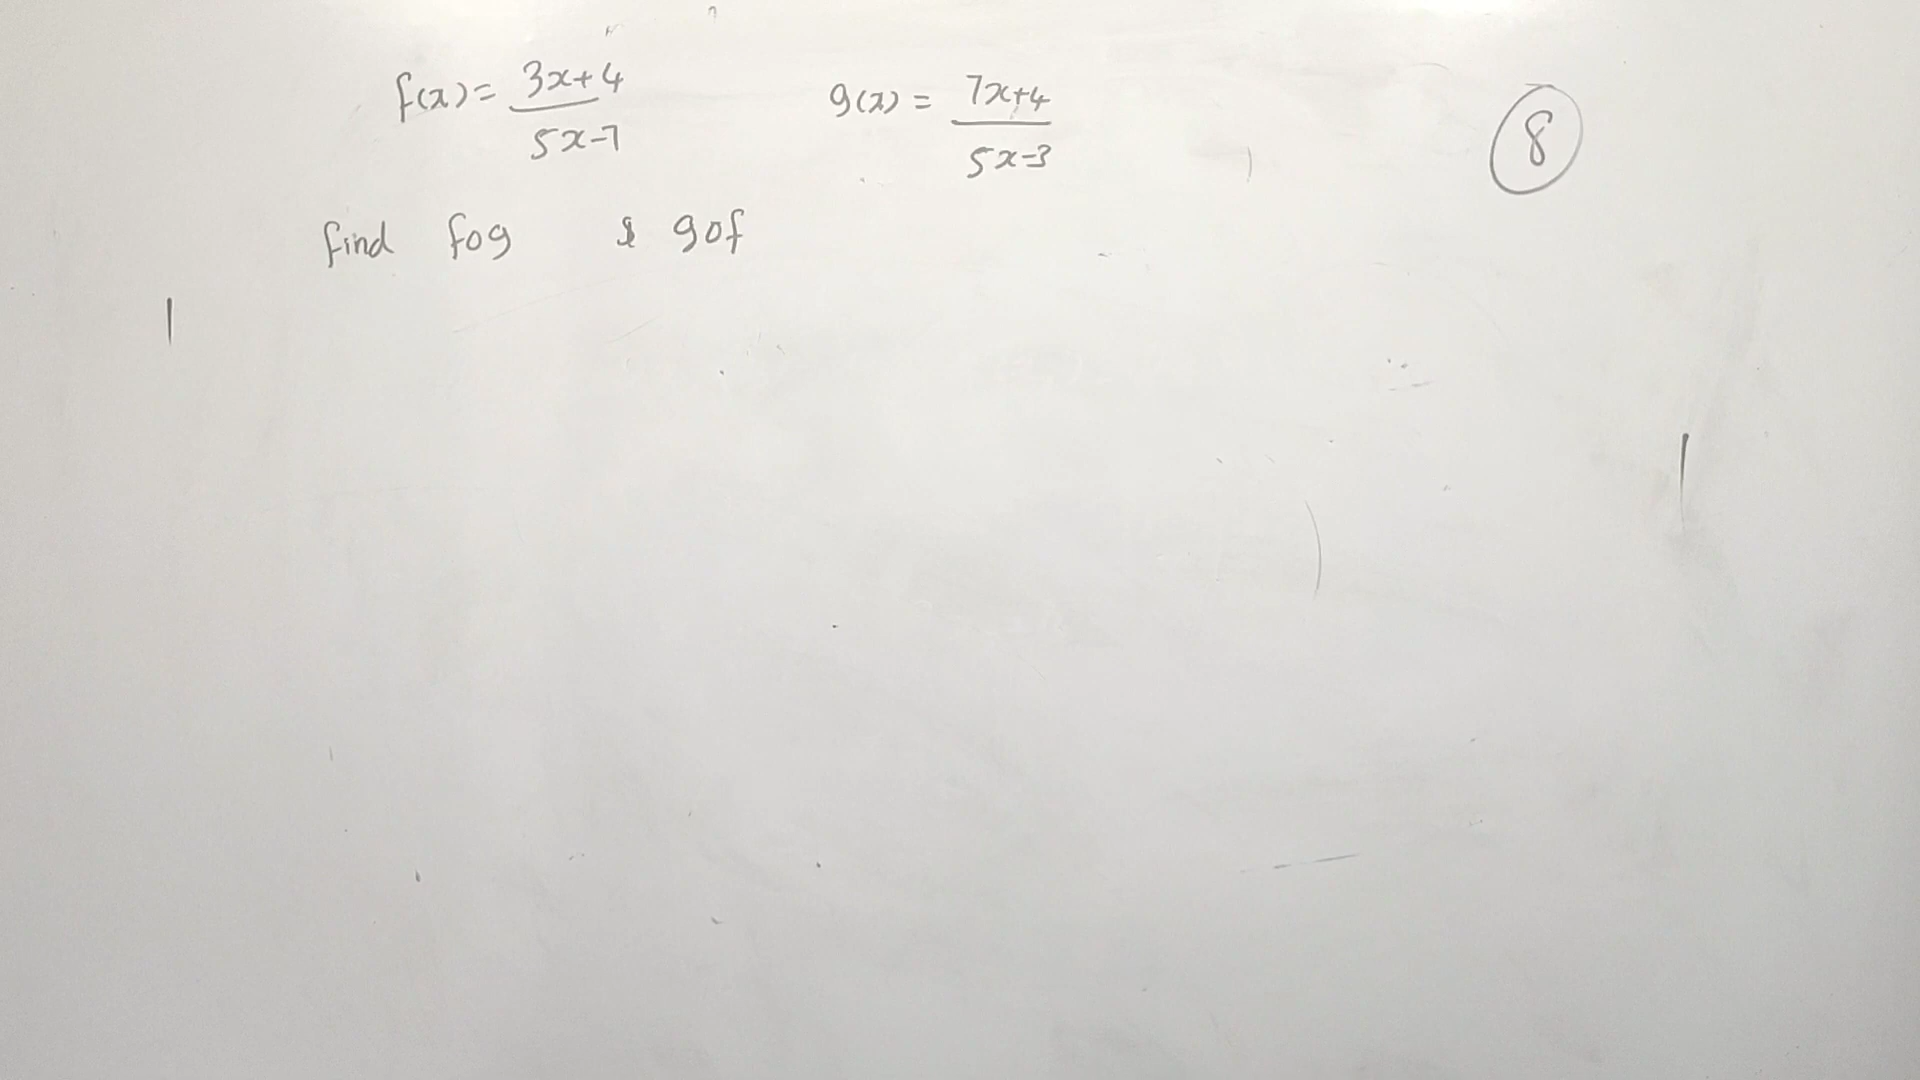 f(x) = 3x+4 / 5x-7 g(x) = 7x+4 / 5x-3 8
find fog & gof